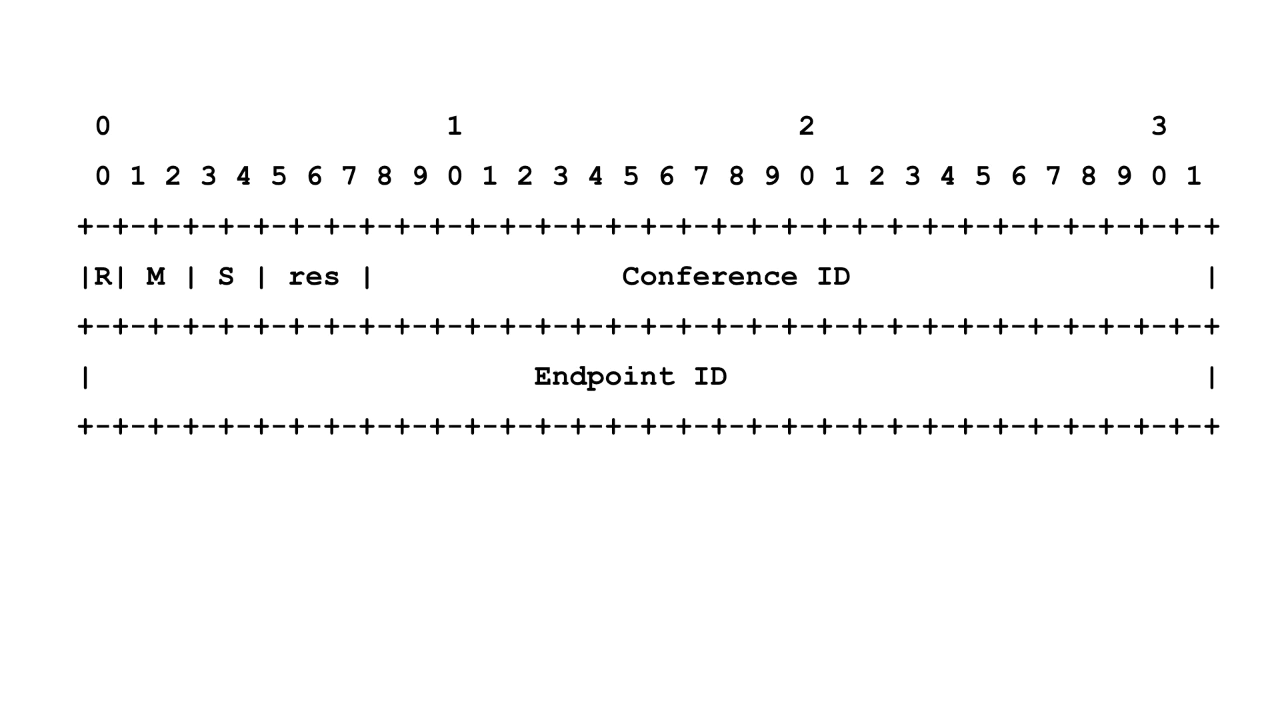 0                   1                   2                   3
 0 1 2 3 4 5 6 7 8 9 0 1 2 3 4 5 6 7 8 9 0 1 2 3 4 5 6 7 8 9 0 1
+-+-+-+-+-+-+-+-+-+-+-+-+-+-+-+-+-+-+-+-+-+-+-+-+-+-+-+-+-+-+-+-+
|R| M | S | res |              Conference ID                    |
+-+-+-+-+-+-+-+-+-+-+-+-+-+-+-+-+-+-+-+-+-+-+-+-+-+-+-+-+-+-+-+-+
|                         Endpoint ID                           |
+-+-+-+-+-+-+-+-+-+-+-+-+-+-+-+-+-+-+-+-+-+-+-+-+-+-+-+-+-+-+-+-+